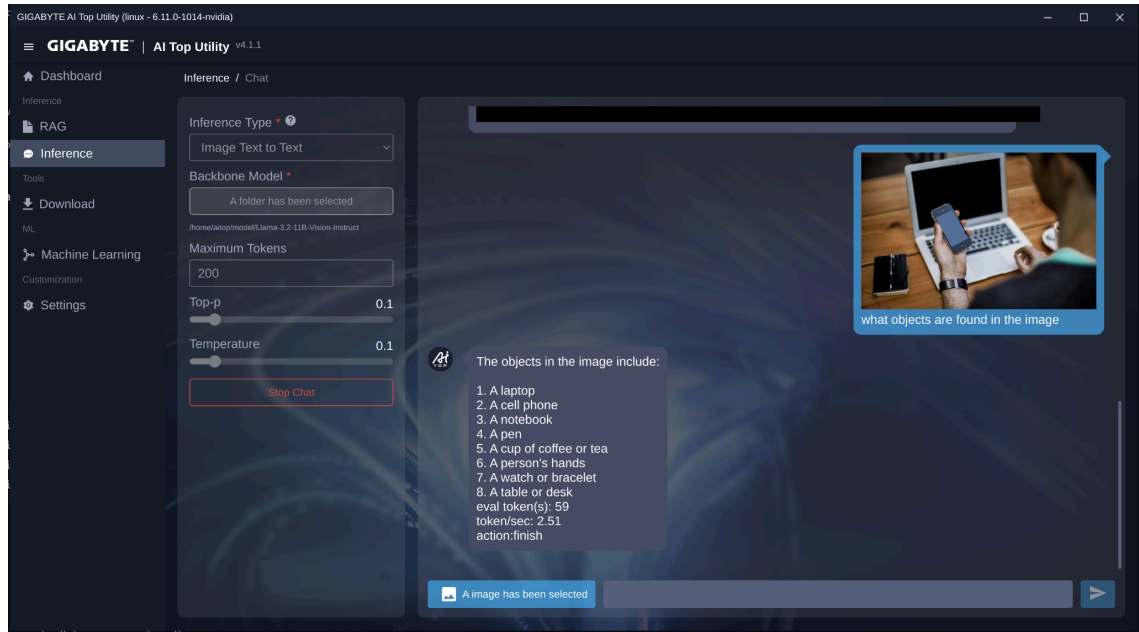 GIGABYTE AI Top Utility (linux - 6.11.0-1014-nvidia)
GIGABYTE™ | AI Top Utility v4.1.1
Dashboard
Inference
RAG
Inference
Tools
Download
ML
Machine Learning
Customization
Settings
Inference / Chat
Inference Type *
Image Text to Text
Backbone Model *
A folder has been selected
/home/aitop/model/Llama-3.2-11B-Vision-Instruct
Maximum Tokens
200
Top-p 0.1
Temperature 0.1
Stop Chat
what objects are found in the image
Ai
TOP
The objects in the image include:
1. A laptop
2. A cell phone
3. A notebook
4. A pen
5. A cup of coffee or tea
6. A person's hands
7. A watch or bracelet
8. A table or desk
eval token(s): 59
token/sec: 2.51
action:finish
A image has been selected